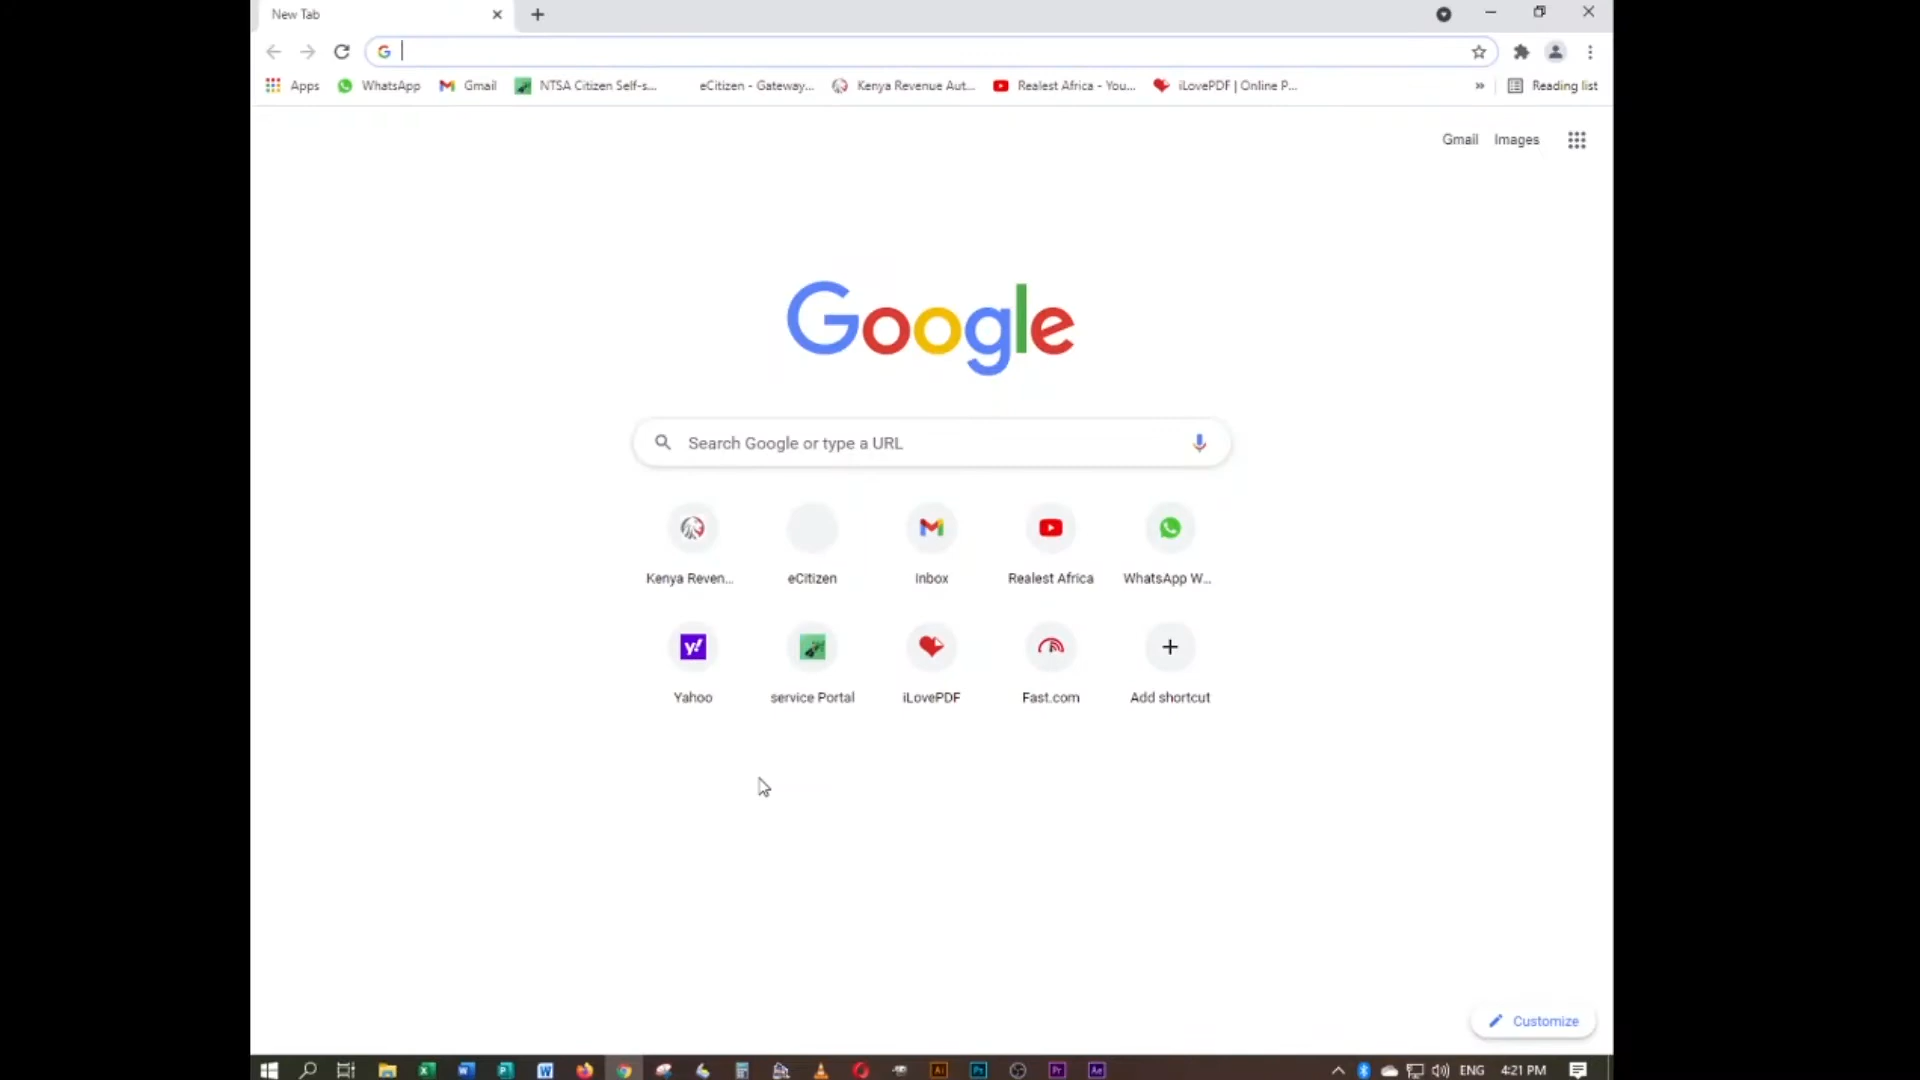 New Tab
Apps WhatsApp Gmail NTSA Citizen Self-s... eCitizen - Gateway... Kenya Revenue Aut... Realest Africa - You... iLovePDF | Online P... » Reading list
Gmail Images
Google
Search Google or type a URL
Kenya Reven... eCitizen Inbox Realest Africa WhatsApp W...
Yahoo service Portal iLovePDF Fast.com Add shortcut
Customize
ENG 4:21 PM